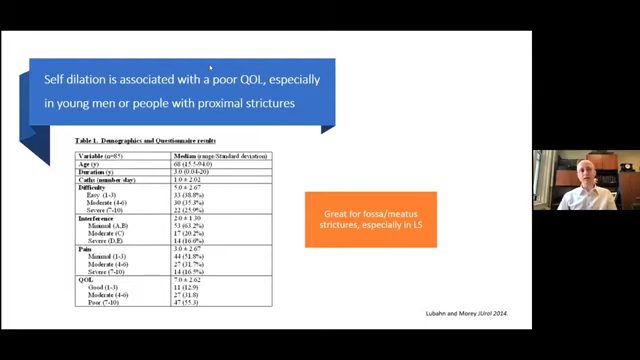 Self dilation is associated with a poor QOL, especially
in young men or people with proximal strictures
Table 1. Demographics and Questionnaire results
Variable (n=85) Median (range/Standard deviation)
Age (y) 68 (15.5-94.0)
Duration (y) 3.0 (0.04-20)
Caths (number/day) 1.0 ± 2.02
Difficulty 5.0 ± 2.67
Easy (1-3) 33 (38.8%)
Moderate (4-6) 30 (35.3%)
Severe (7-10) 22 (25.9%)
Interference 2.0 ± 1.30
Minimal (A,B) 53 (63.2%)
Moderate (C) 17 (20.2%)
Severe (D,E) 14 (16.6%)
Pain 3.0 ± 2.67
Minimal (1-3) 44 (51.8%)
Moderate (4-6) 27 (31.7%)
Severe (7-10) 14 (16.5%)
QOL 7.0 ± 2.62
Good (1-3) 11 (12.9)
Moderate (4-6) 27 (31.8)
Poor (7-10) 47 (55.3)
Great for fossa/meatus
strictures, especially in LS
Lubahn and Morey JUrol 2014.